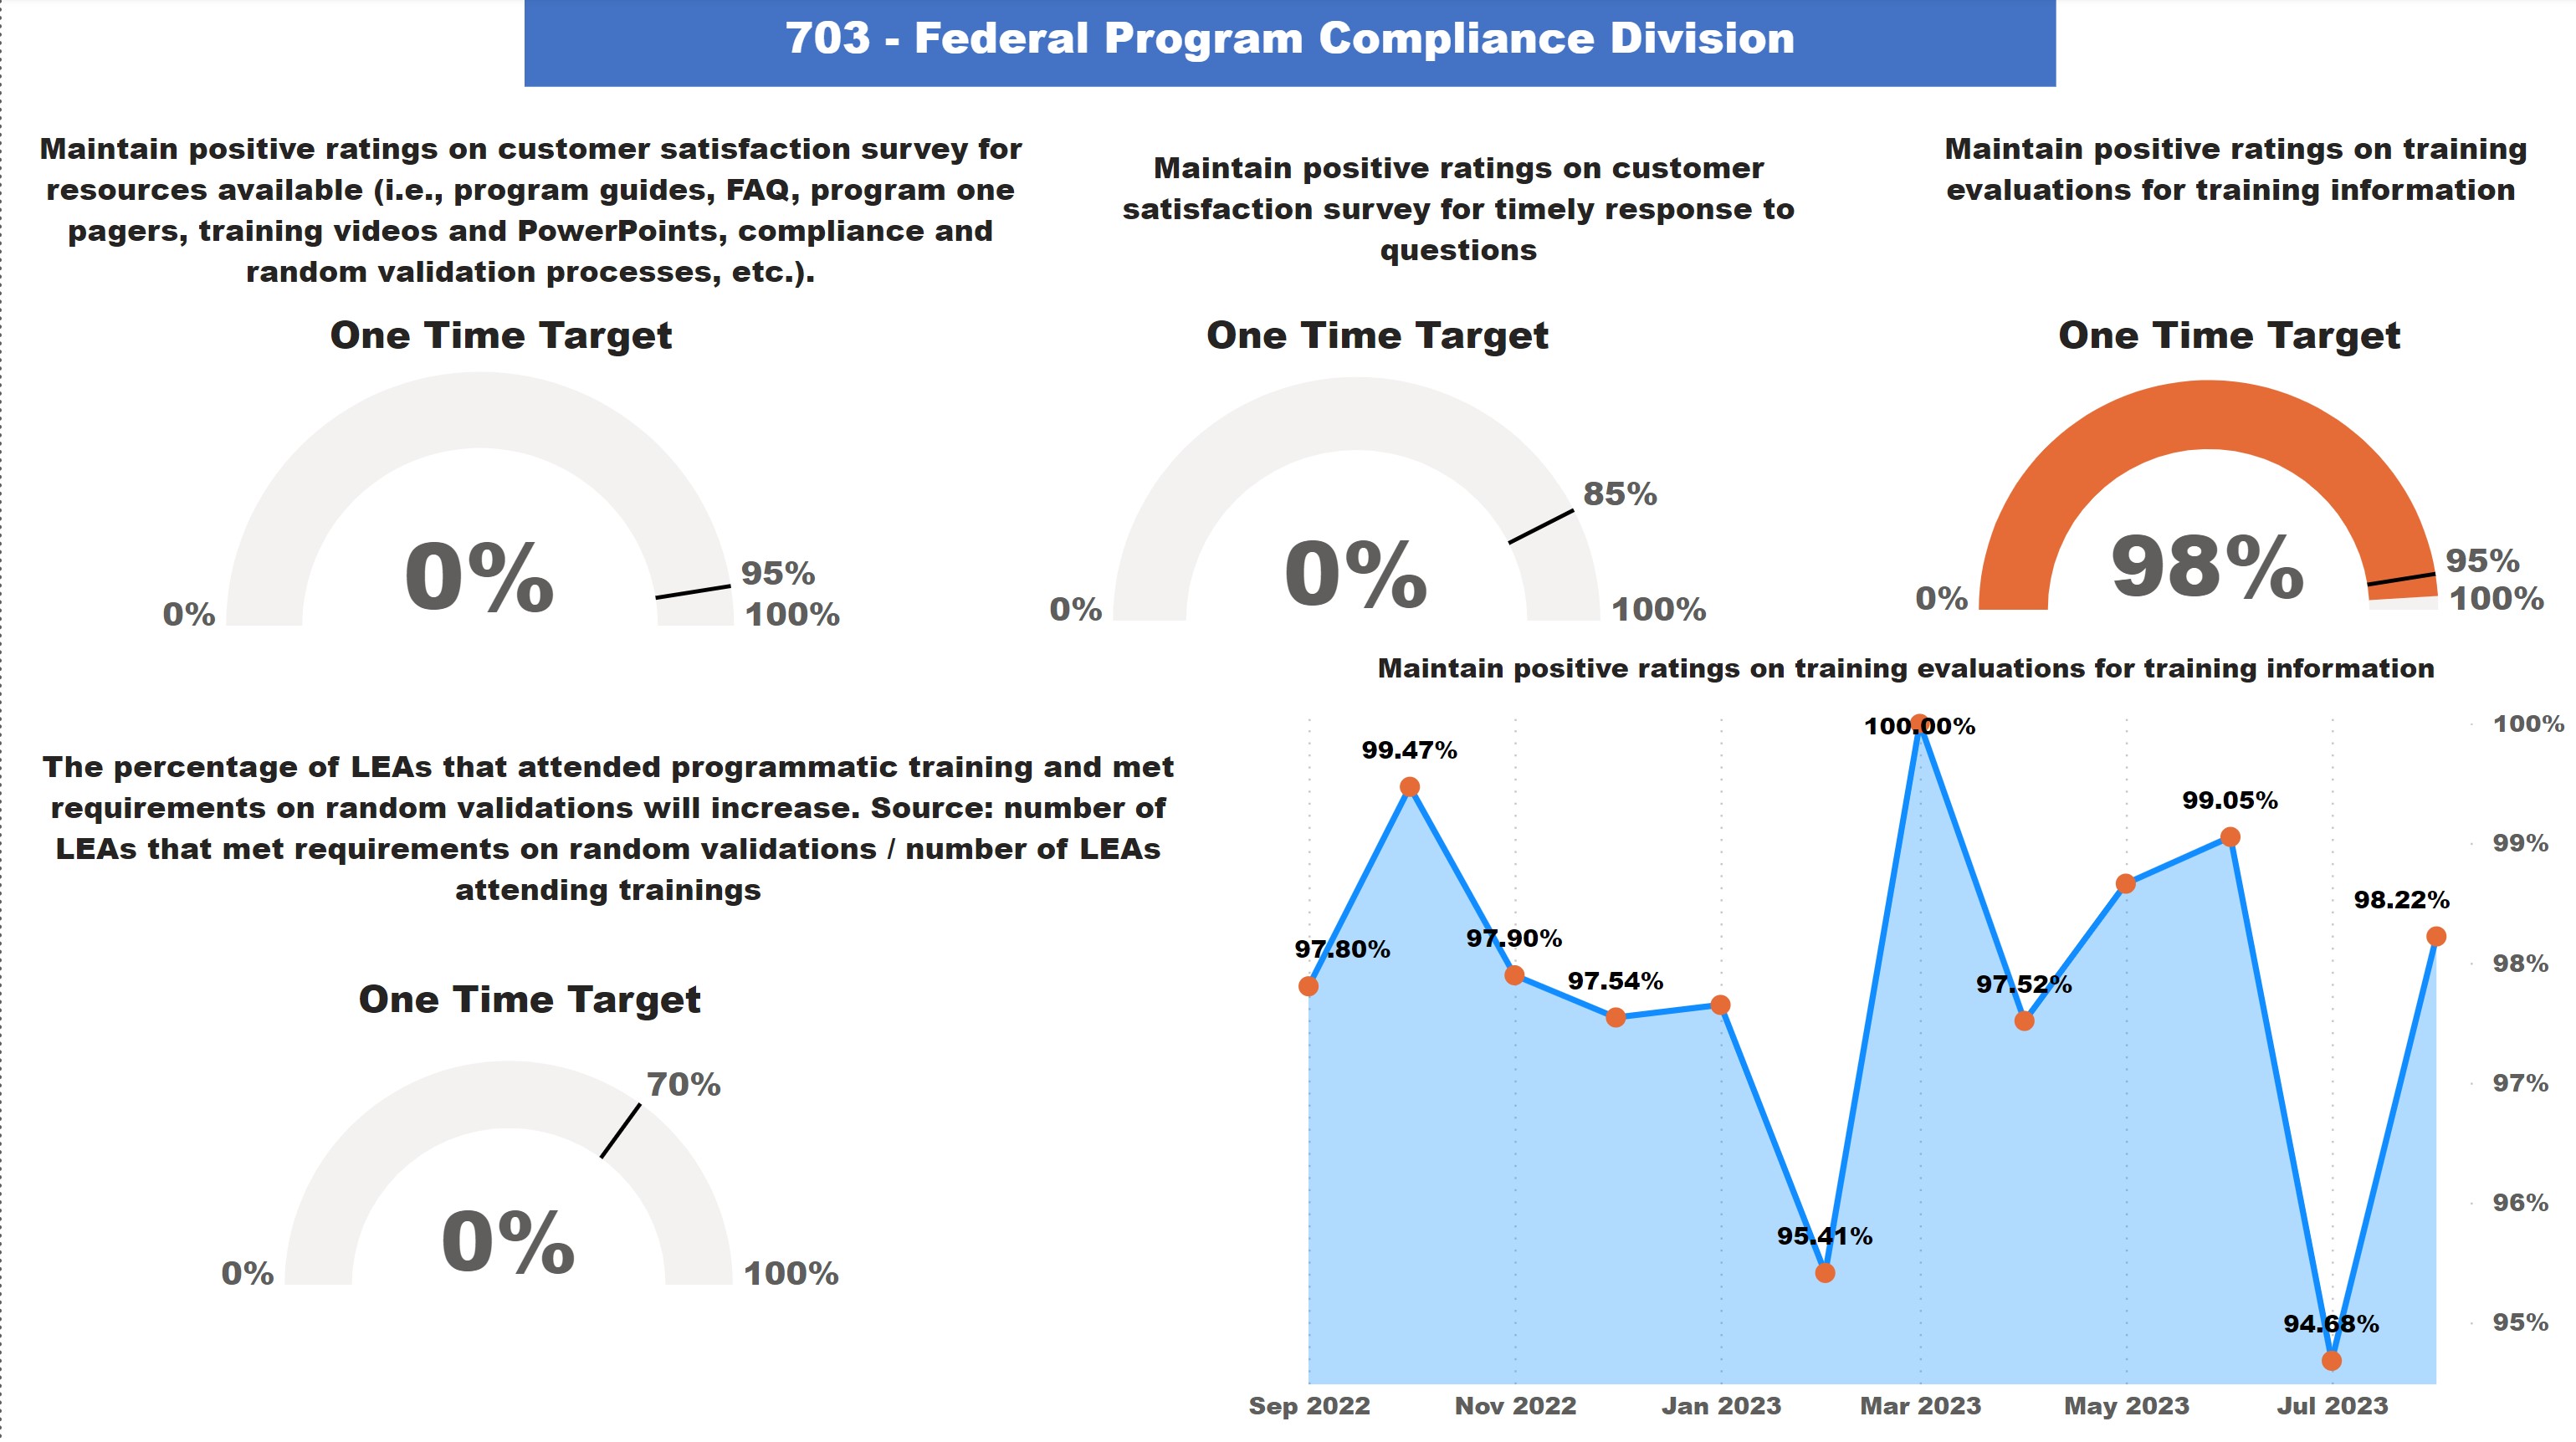 703 - Federal Program Compliance Division
Maintain positive ratings on customer satisfaction survey for
resources available (i.e., program guides, FAQ, program one
pagers, training videos and PowerPoints, compliance and
random validation processes, etc.).
One Time Target
0%
0%
95%
100%
Maintain positive ratings on customer
satisfaction survey for timely response to
questions
One Time Target
0%
0%
85%
100%
Maintain positive ratings on training
evaluations for training information
One Time Target
0%
98%
95%
100%
The percentage of LEAs that attended programmatic training and met
requirements on random validations will increase. Source: number of
LEAs that met requirements on random validations / number of LEAs
attending trainings
One Time Target
0%
0%
70%
100%
Maintain positive ratings on training evaluations for training information
97.80%
99.47%
97.90%
97.54%
95.41%
100.00%
97.52%
99.05%
94.68%
98.22%
100%
99%
98%
97%
96%
95%
Sep 2022
Nov 2022
Jan 2023
Mar 2023
May 2023
Jul 2023